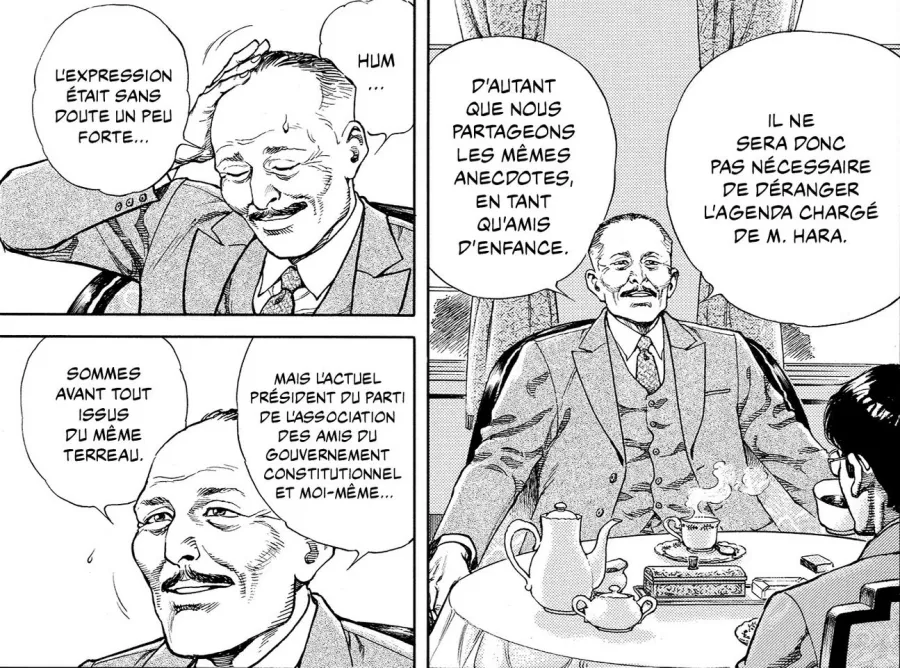 IL NE
SERA DONC
PAS NÉCESSAIRE
DE DÉRANGER
L'AGENDA CHARGÉ
DE M. HARA.
D'AUTANT
QUE NOUS
PARTAGEONS
LES MÊMES
ANECDOTES,
EN TANT
QU'AMIS
D'ENFANCE.
HUM
...
L'EXPRESSION
ÉTAIT SANS
DOUTE UN PEU
FORTE...
MAIS L'ACTUEL
PRÉSIDENT DU PARTI
DE L'ASSOCIATION
DES AMIS DU
GOUVERNEMENT
CONSTITUTIONNEL
ET MOI-MÊME...
SOMMES
AVANT TOUT
ISSUS
DU MÊME
TERREAU.